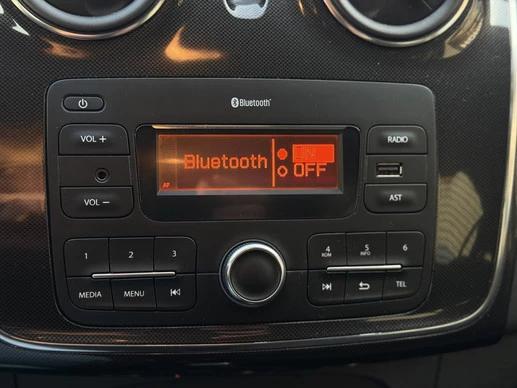 Bluetooth
VOL +
RADIO
Bluetooth
ON
OFF
AF
VOL −
AST
1
2
3
4
RDM
5
INFO
6
MEDIA
MENU
TEL